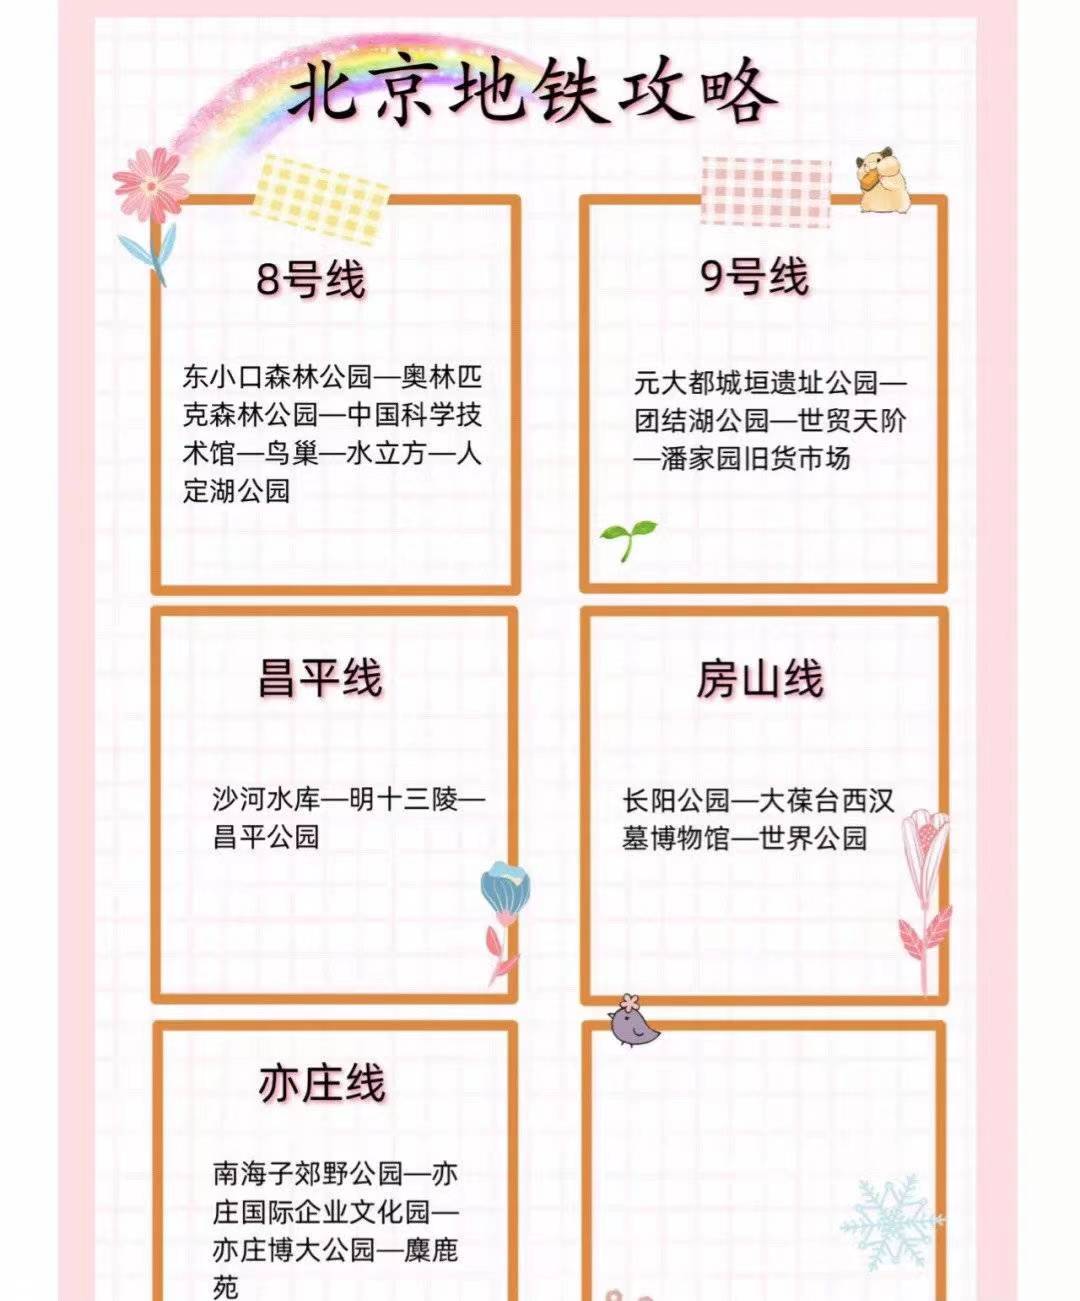 北京地铁攻略
8号线
东小口森林公园—奥林匹
克森林公园—中国科学技
术馆—鸟巢—水立方—人
定湖公园
9号线
元大都城垣遗址公园—
团结湖公园—世贸天阶
—潘家园旧货市场
昌平线
沙河水库—明十三陵—
昌平公园
房山线
长阳公园—大葆台西汉
墓博物馆—世界公园
亦庄线
南海子郊野公园—亦
庄国际企业文化园—
亦庄博大公园—麋鹿
苑